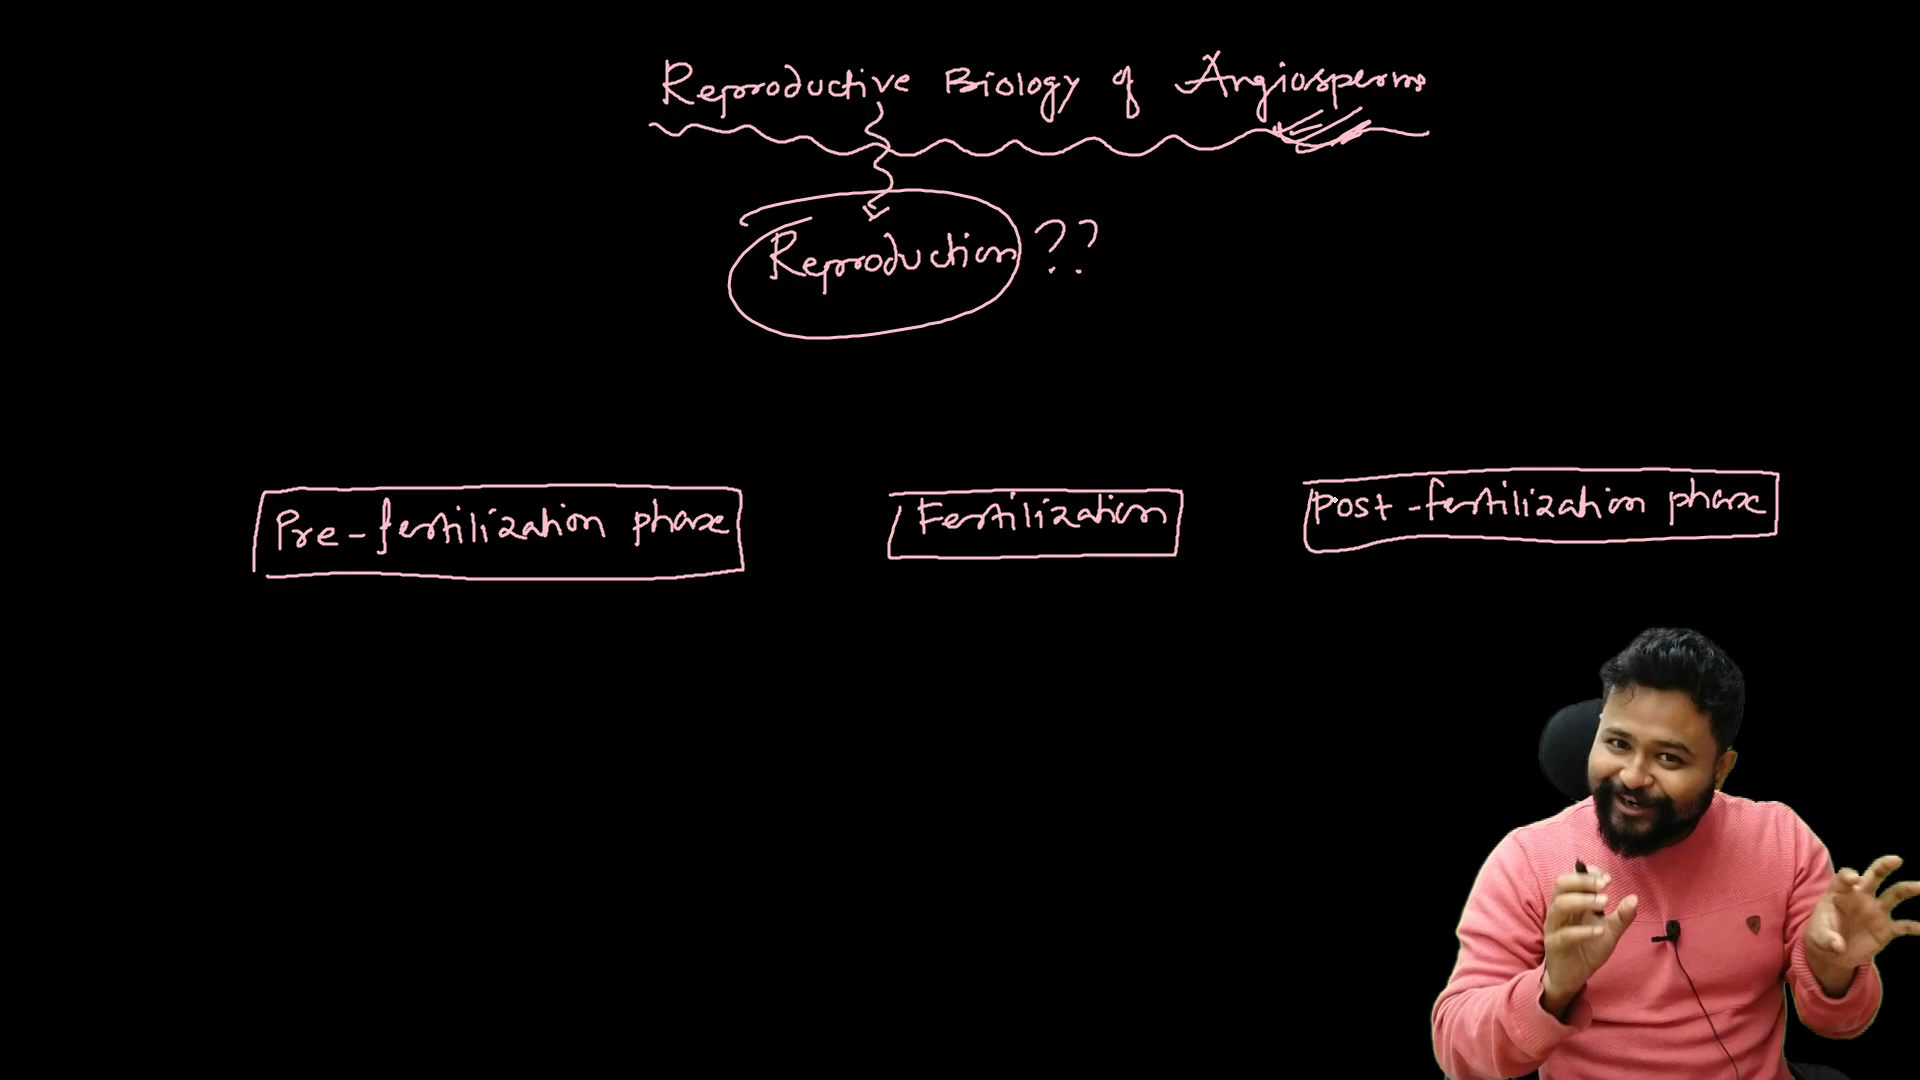 Reproductive Biology of Angiosperms
Reproduction ??
Pre-fertilization phase
Fertilization
Post-fertilization phase